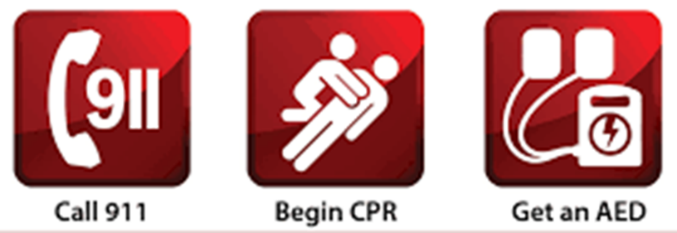 911
Call 911
Begin CPR
Get an AED